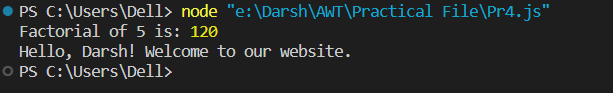 PS C:\Users\Dell> node "e:\Darsh\AWT\Practical File\Pr4.js"
Factorial of 5 is: 120
Hello, Darsh! Welcome to our website.
PS C:\Users\Dell>